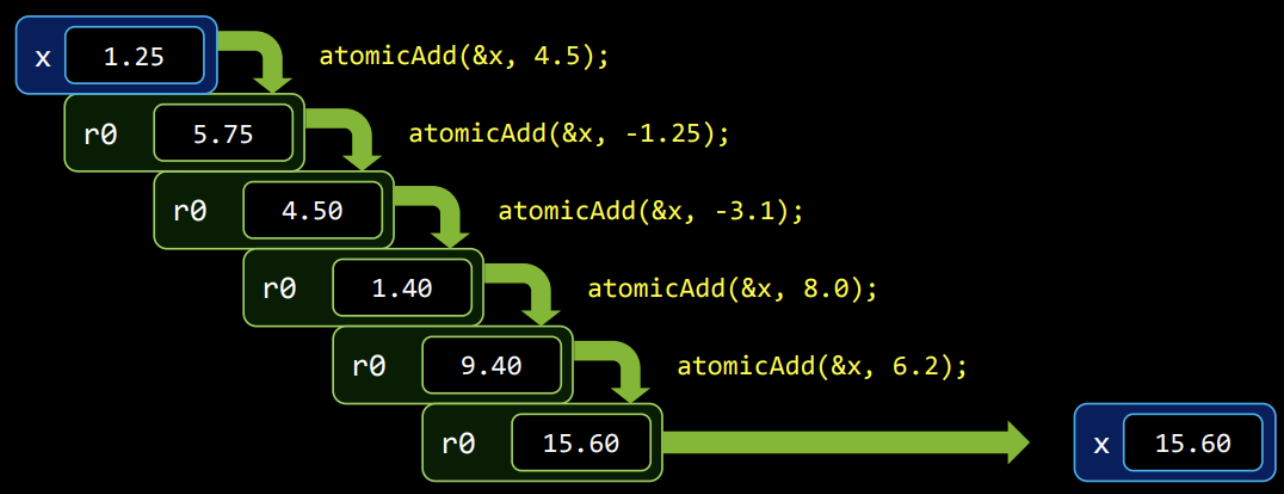 x 1.25 atomicAdd(&x, 4.5);
r0 5.75 atomicAdd(&x, -1.25);
r0 4.50 atomicAdd(&x, -3.1);
r0 1.40 atomicAdd(&x, 8.0);
r0 9.40 atomicAdd(&x, 6.2);
r0 15.60 x 15.60